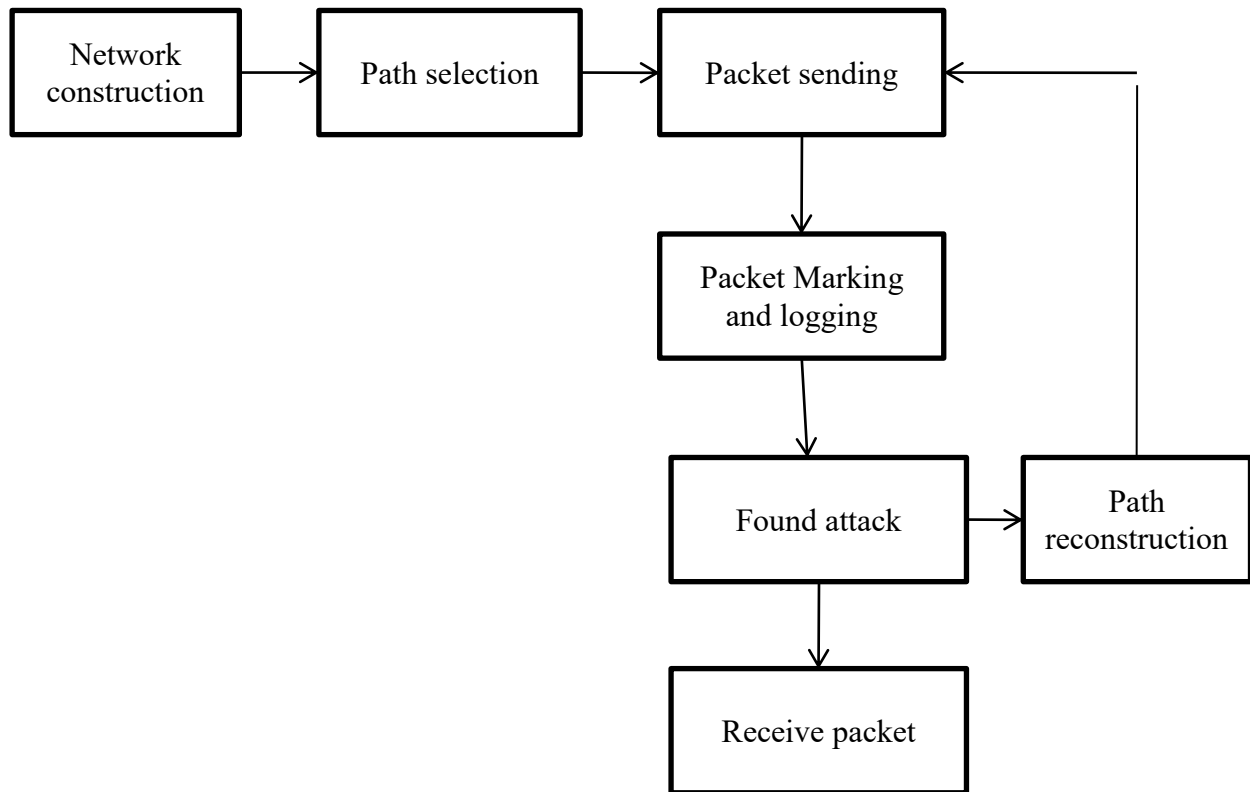 Network
construction
Path selection
Packet sending
Packet Marking
and logging
Found attack
Path
reconstruction
Receive packet